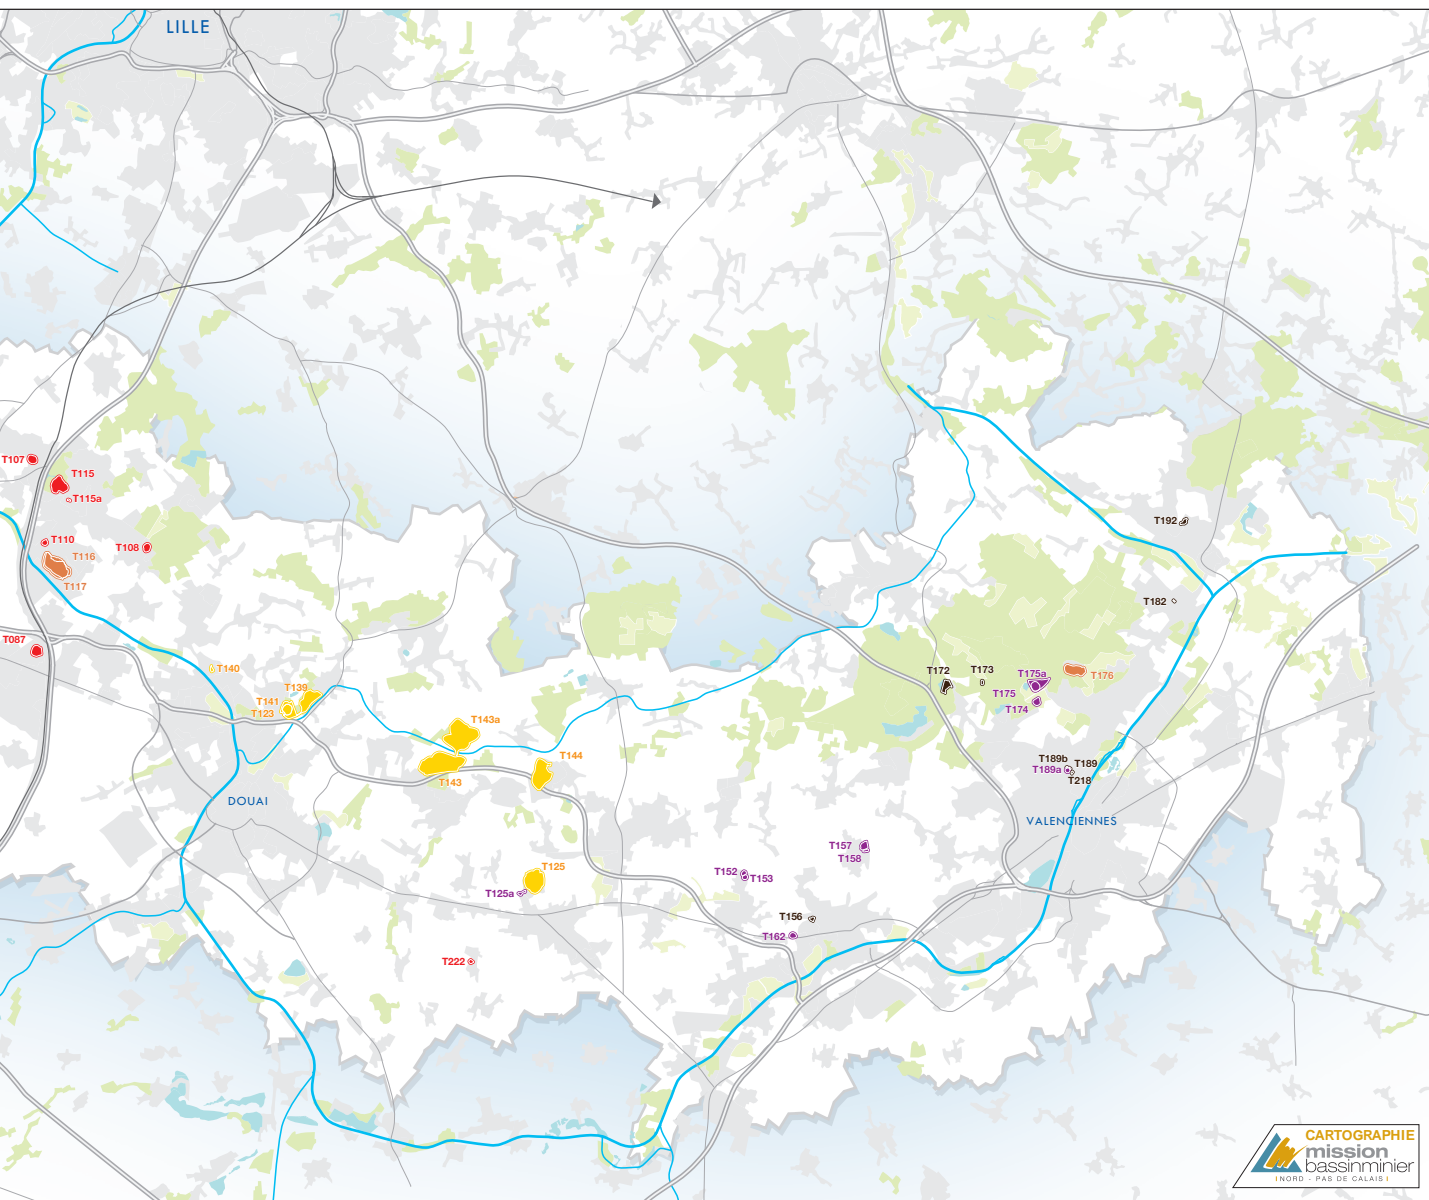 LILLE
T107
T115
T115a
T110
T108
T116
T117
T087
T140
T139
T141
T123
T143a
T143
T144
DOUAI
T125
T125a
T222
T152
T153
T157
T158
T156
T162
T192
T182
T172
T173
T175a
T175
T174
T176
T189b
T189
T189a
T218
VALENCIENNES
CARTOGRAPHIE
mission
bassinminier
NORD - PAS DE CALAIS